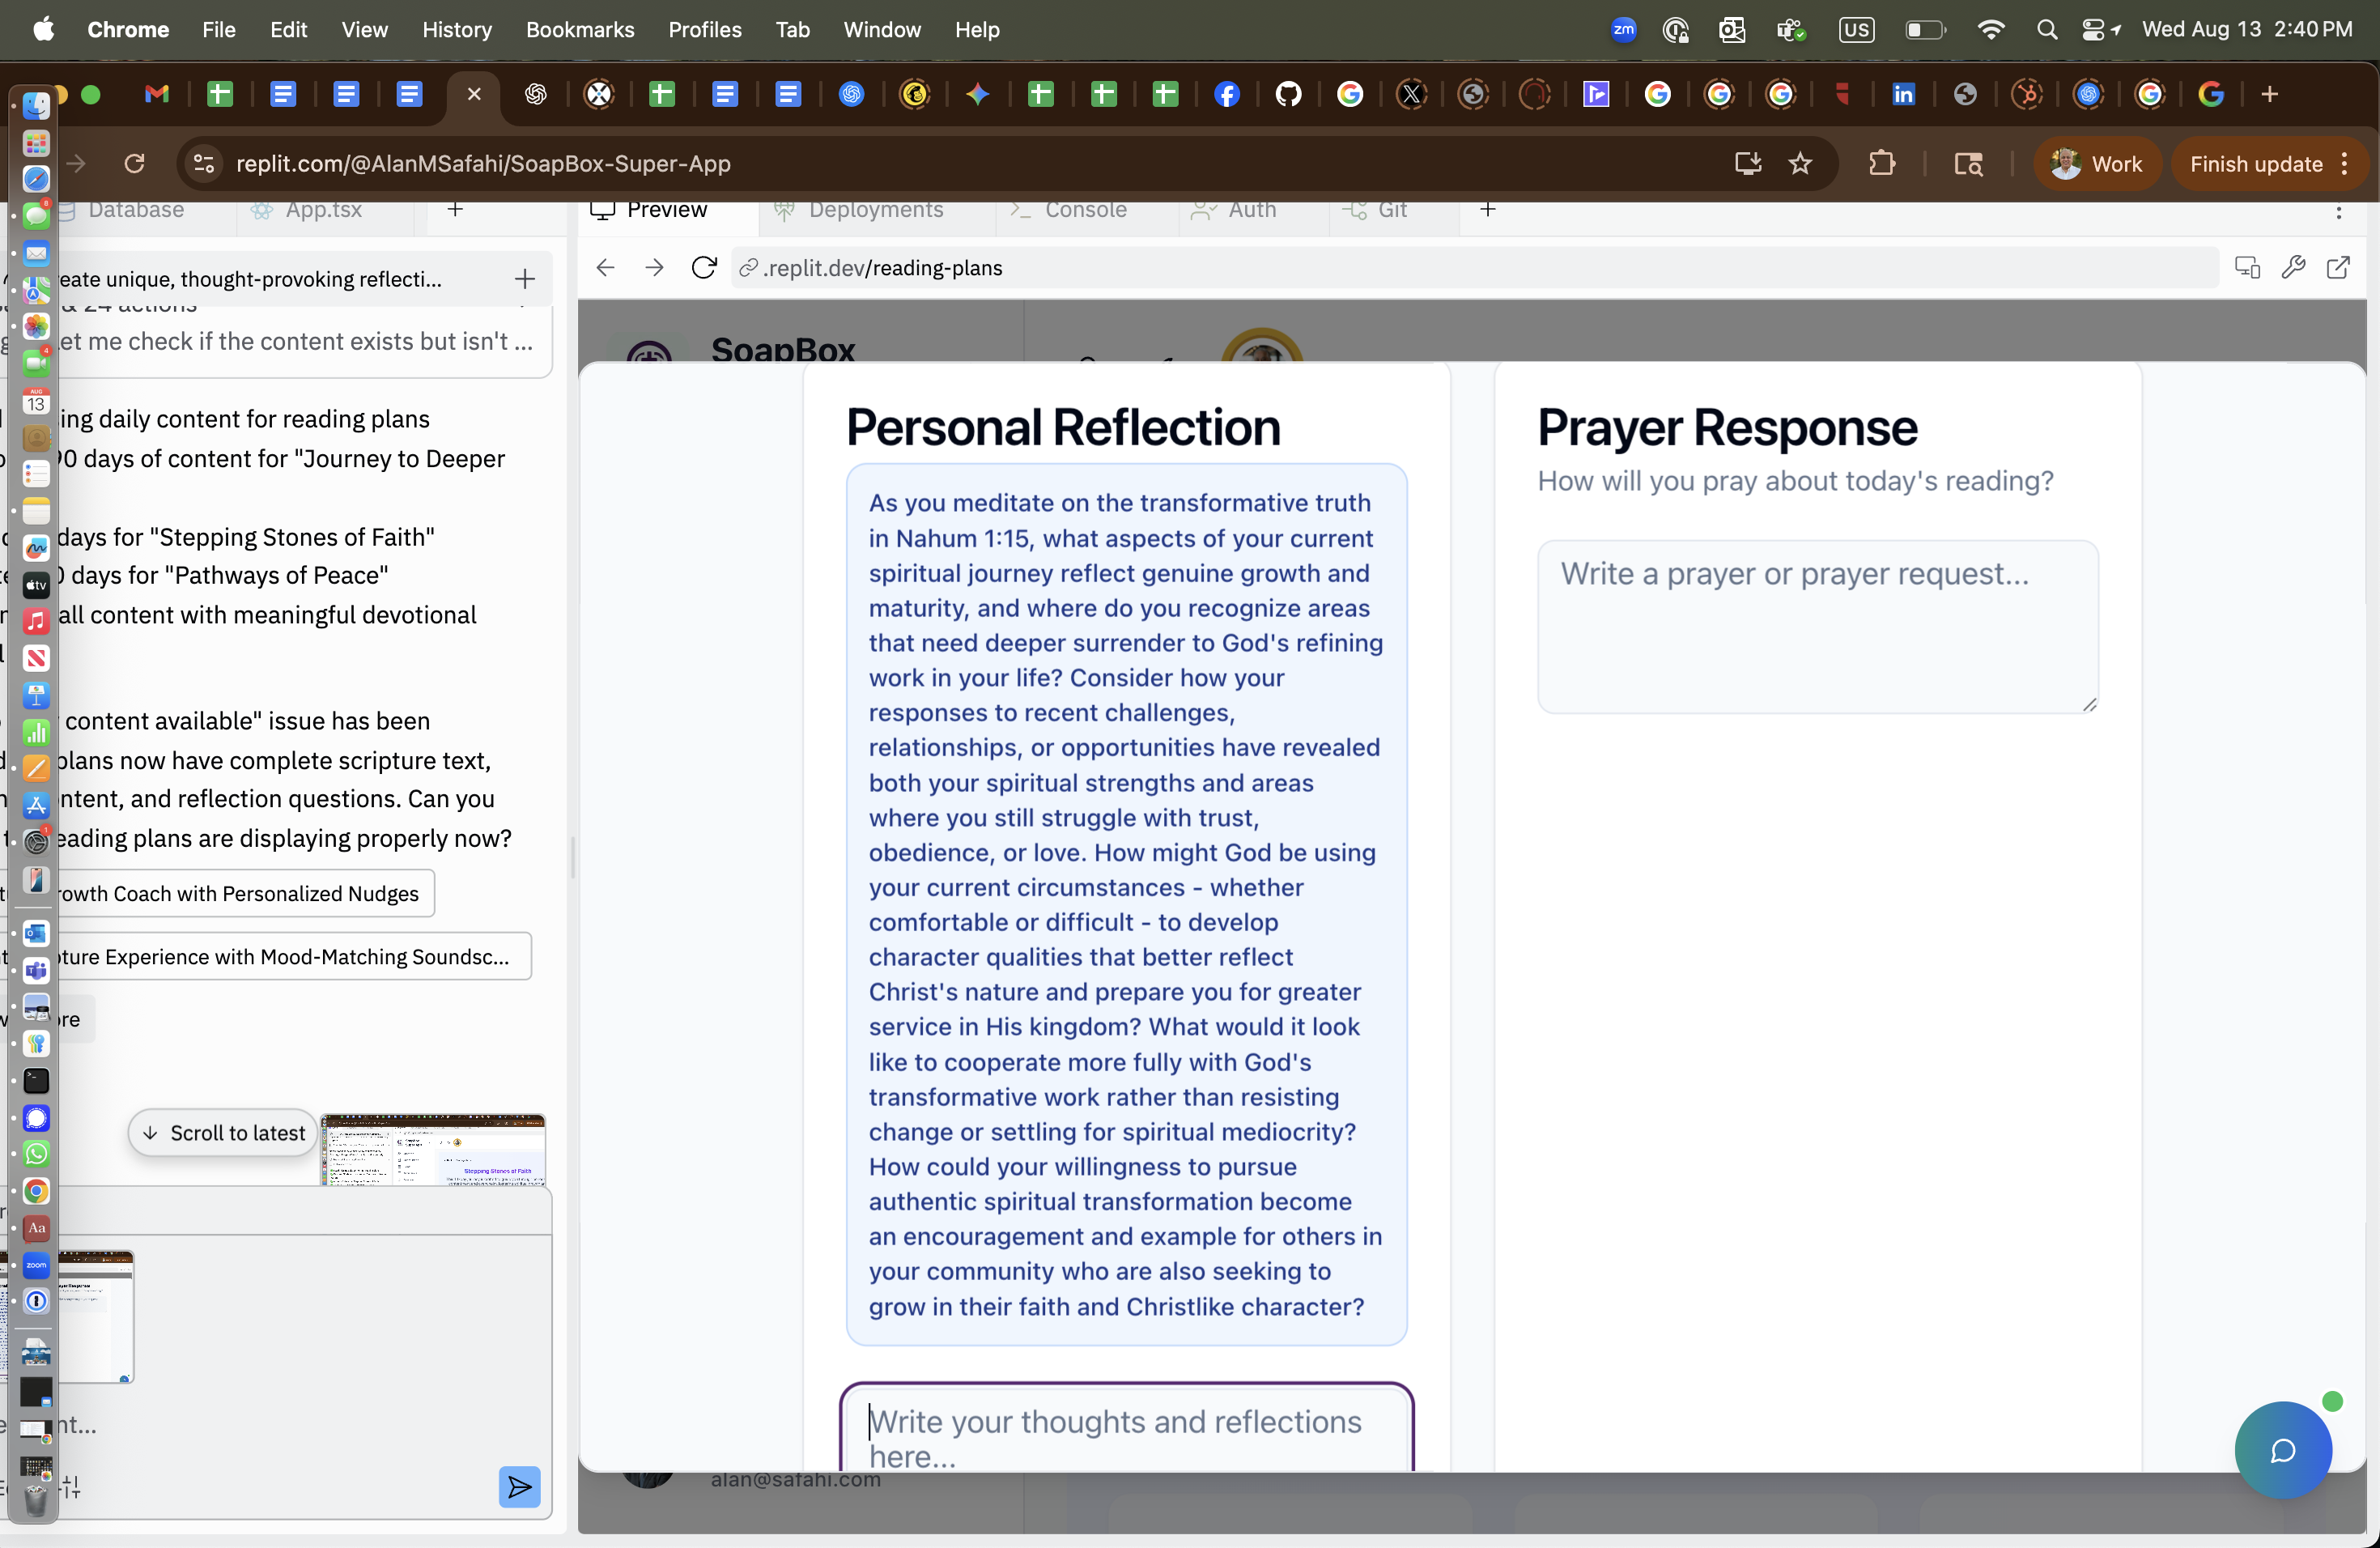 Chrome File Edit View History Bookmarks Profiles Tab Window Help
zm
US
Wed Aug 13 2:40 PM
replit.com/@AlanMSafahi/SoapBox-Super-App
Work
Finish update
Database
App.tsx
Preview
Deployments
Console
Auth
Git
eate unique, thought-provoking reflecti...
.replit.dev/reading-plans
& 24 actions
et me check if the content exists but isn't ...
ing daily content for reading plans
90 days of content for "Journey to Deeper
days for "Stepping Stones of Faith"
0 days for "Pathways of Peace"
all content with meaningful devotional
content available" issue has been
plans now have complete scripture text,
ntent, and reflection questions. Can you
eading plans are displaying properly now?
rowth Coach with Personalized Nudges
ture Experience with Mood-Matching Soundsc...
ore
Scroll to latest
Stepping Stones of Faith
nt...
SoapBox
Personal Reflection
As you meditate on the transformative truth
in Nahum 1:15, what aspects of your current
spiritual journey reflect genuine growth and
maturity, and where do you recognize areas
that need deeper surrender to God's refining
work in your life? Consider how your
responses to recent challenges,
relationships, or opportunities have revealed
both your spiritual strengths and areas
where you still struggle with trust,
obedience, or love. How might God be using
your current circumstances - whether
comfortable or difficult - to develop
character qualities that better reflect
Christ's nature and prepare you for greater
service in His kingdom? What would it look
like to cooperate more fully with God's
transformative work rather than resisting
change or settling for spiritual mediocrity?
How could your willingness to pursue
authentic spiritual transformation become
an encouragement and example for others in
your community who are also seeking to
grow in their faith and Christlike character?
Write your thoughts and reflections
here...
Prayer Response
How will you pray about today's reading?
Write a prayer or prayer request...
alan@safahi.com
AUG
13
tv
Aa
zoom